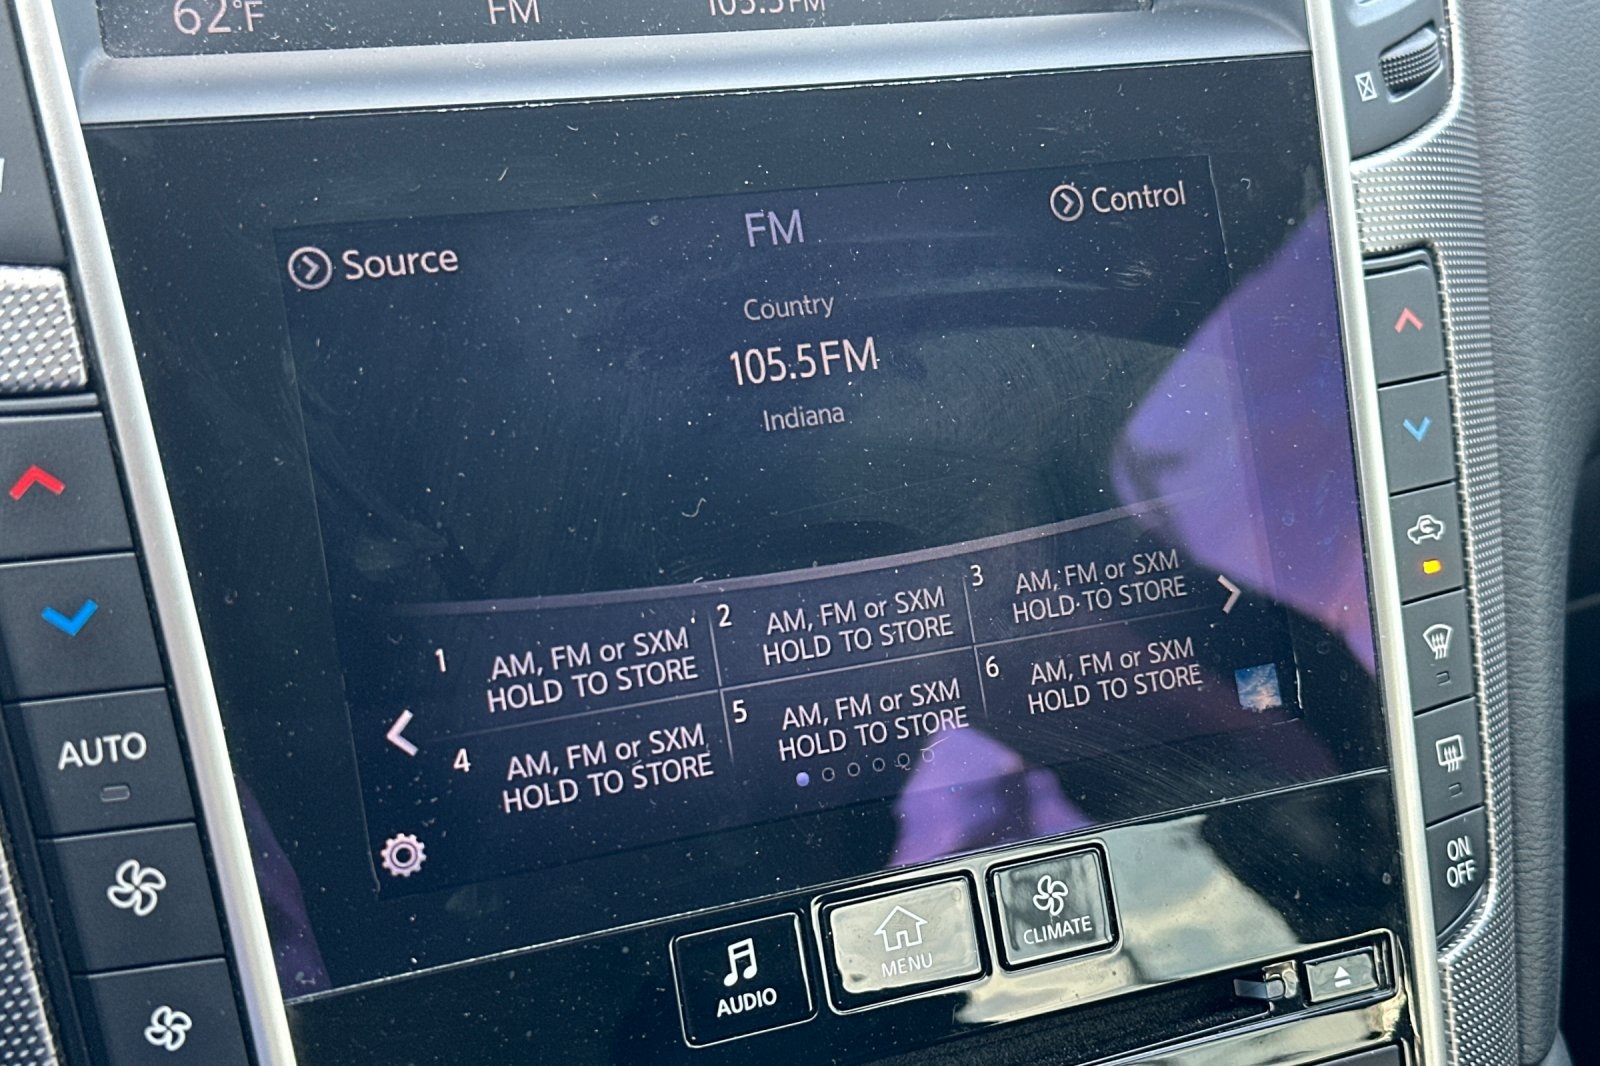 62°F FM 105.5FM
Source FM Control
Country
105.5FM
Indiana
1 AM, FM or SXM
HOLD TO STORE
2 AM, FM or SXM
HOLD TO STORE
3 AM, FM or SXM
HOLD TO STORE
4 AM, FM or SXM
HOLD TO STORE
5 AM, FM or SXM
HOLD TO STORE
6 AM, FM or SXM
HOLD TO STORE
AUTO
ON
OFF
AUDIO
MENU
CLIMATE